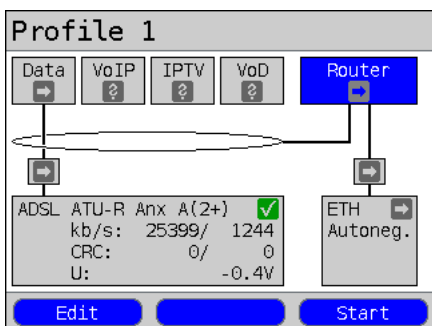 Profile 1
Data VoIP IPTV VoD Router
? ? ?
ADSL ATU-R Anx A(2+)
kb/s: 25399/ 1244
CRC: 0/ 0
U: -0.4V
ETH
Autoneg.
Edit Start